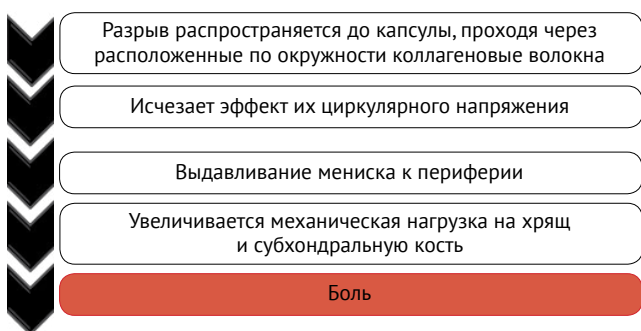 Разрыв распространяется до капсулы, проходя через
расположенные по окружности коллагеновые волокна
Исчезает эффект их циркулярного напряжения
Выдавливание мениска к периферии
Увеличивается механическая нагрузка на хрящ
и субхондральную кость
Боль